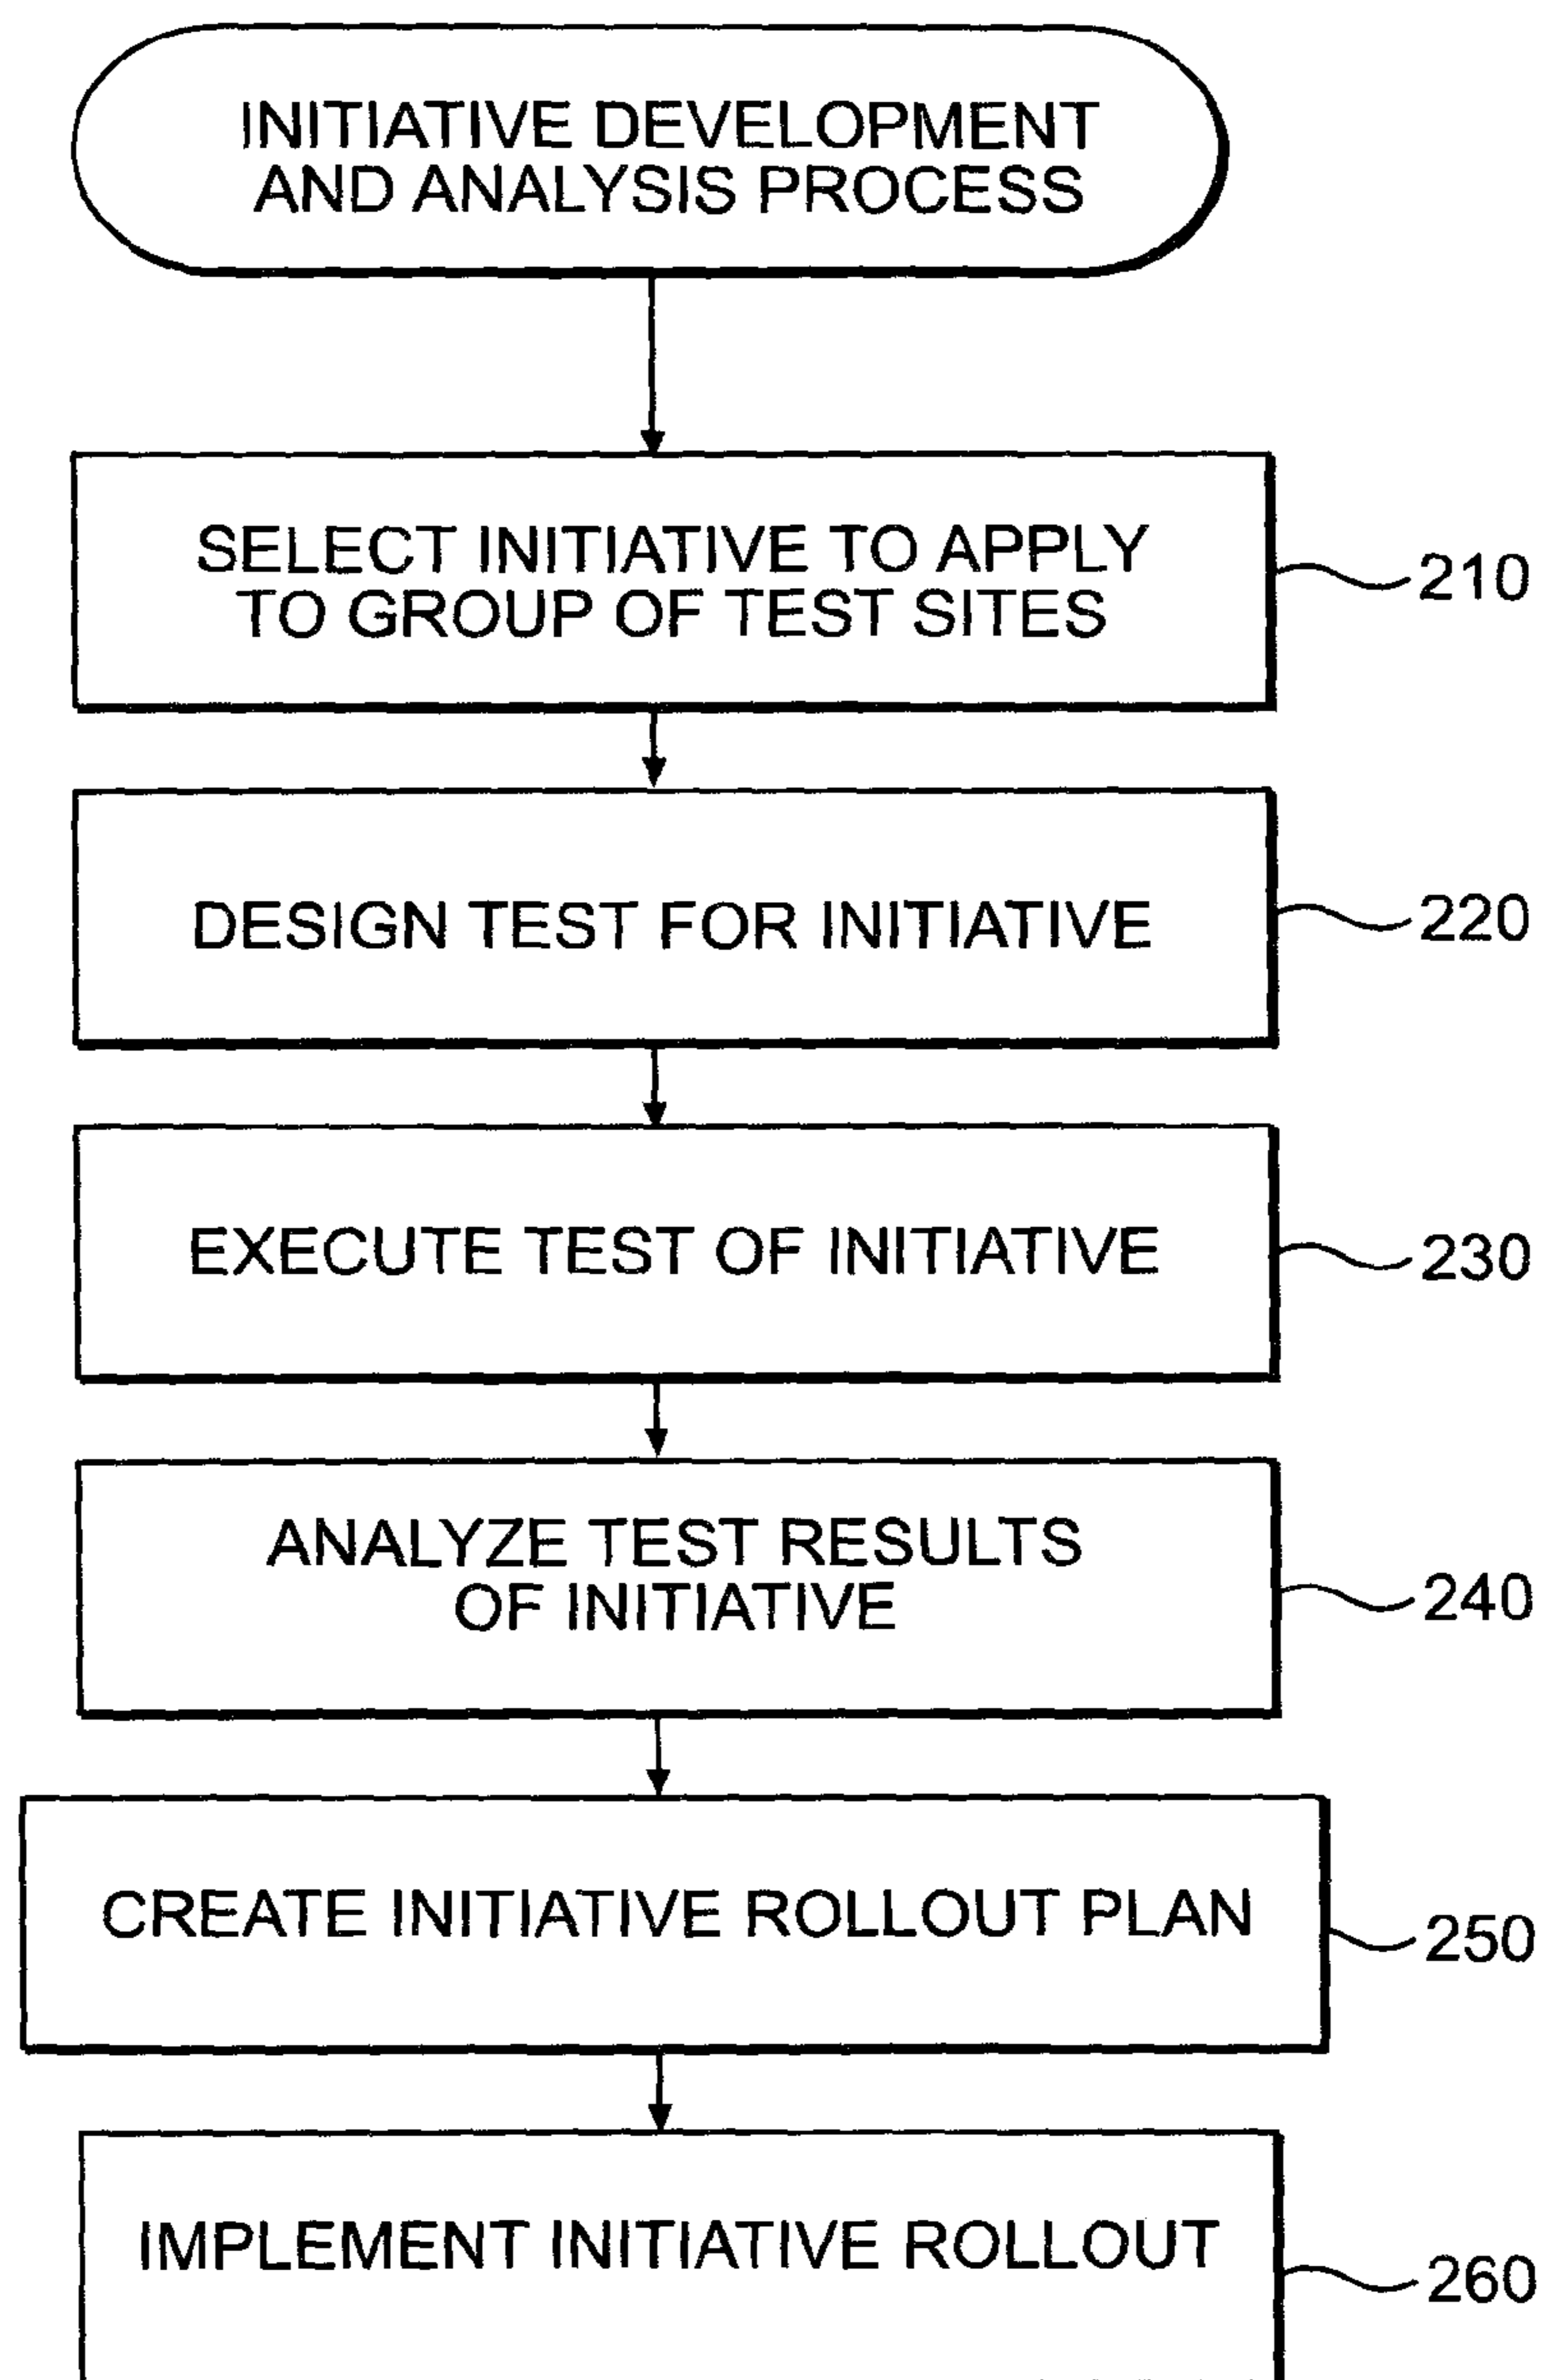 INITIATIVE DEVELOPMENT
AND ANALYSIS PROCESS
SELECT INITIATIVE TO APPLY
TO GROUP OF TEST SITES
210
DESIGN TEST FOR INITIATIVE
220
EXECUTE TEST OF INITIATIVE
230
ANALYZE TEST RESULTS
OF INITIATIVE
240
CREATE INITIATIVE ROLLOUT PLAN
250
IMPLEMENT INITIATIVE ROLLOUT
260